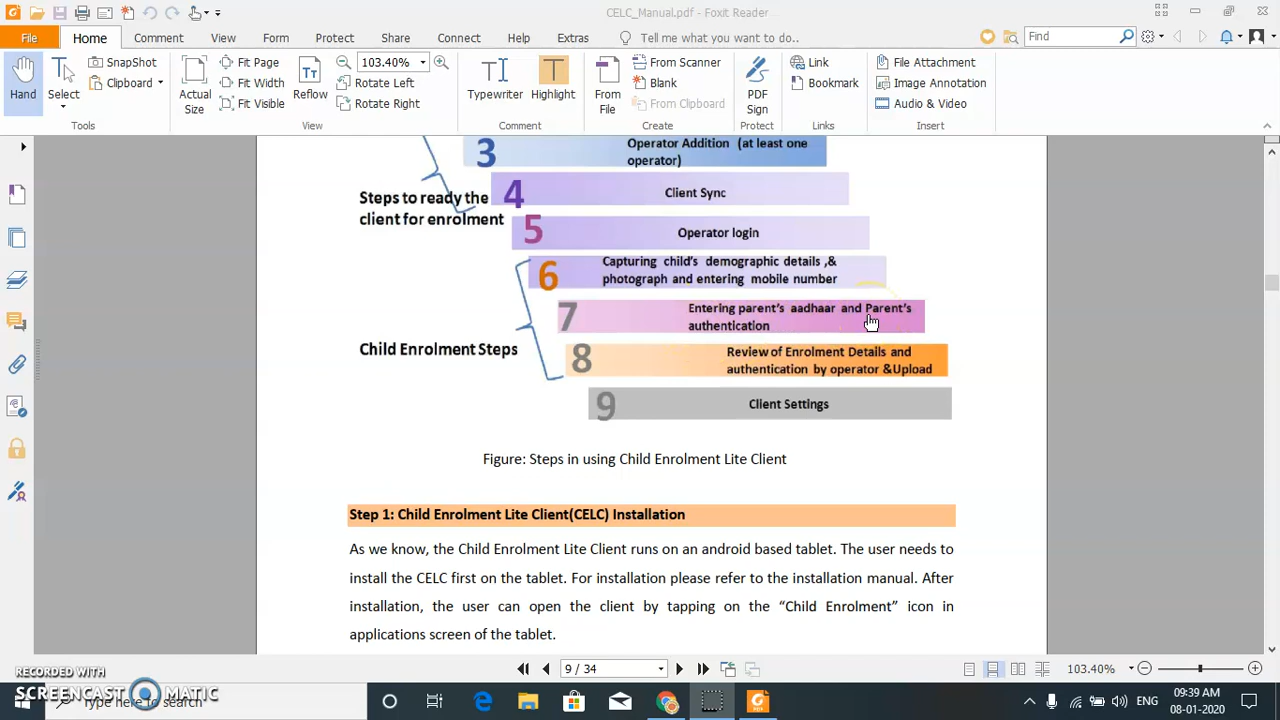 CELC_Manual.pdf - Foxit Reader
File
Home
Comment
View
Form
Protect
Share
Connect
Help
Extras
Tell me what you want to do..
Find
Hand
Select
SnapShot
Clipboard
Actual
Size
Fit Page
Fit Width
Fit Visible
Reflow
103.40%
Rotate Left
Rotate Right
Typewriter
Highlight
From
File
From Scanner
Blank
From Clipboard
PDF
Sign
Link
Bookmark
File Attachment
Image Annotation
Audio & Video
Tools
View
Comment
Create
Protect
Links
Insert
3
Operator Addition (at least one
operator)
Steps to ready the
client for enrolment
4
Client Sync
5
Operator login
6
Capturing child's demographic details ,&
photograph and entering mobile number
7
Entering parent's aadhaar and Parent's
authentication
Child Enrolment Steps
8
Review of Enrolment Details and
authentication by operator &Upload
9
Client Settings
Figure: Steps in using Child Enrolment Lite Client
Step 1: Child Enrolment Lite Client(CELC) Installation
As we know, the Child Enrolment Lite Client runs on an android based tablet. The user needs to
install the CELC first on the tablet. For installation please refer to the installation manual. After
installation, the user can open the client by tapping on the “Child Enrolment” icon in
applications screen of the tablet.
9 / 34
103.40%
RECORDED WITH
SCREENCAST MATIC
Type here to search
ENG
09:39 AM
08-01-2020